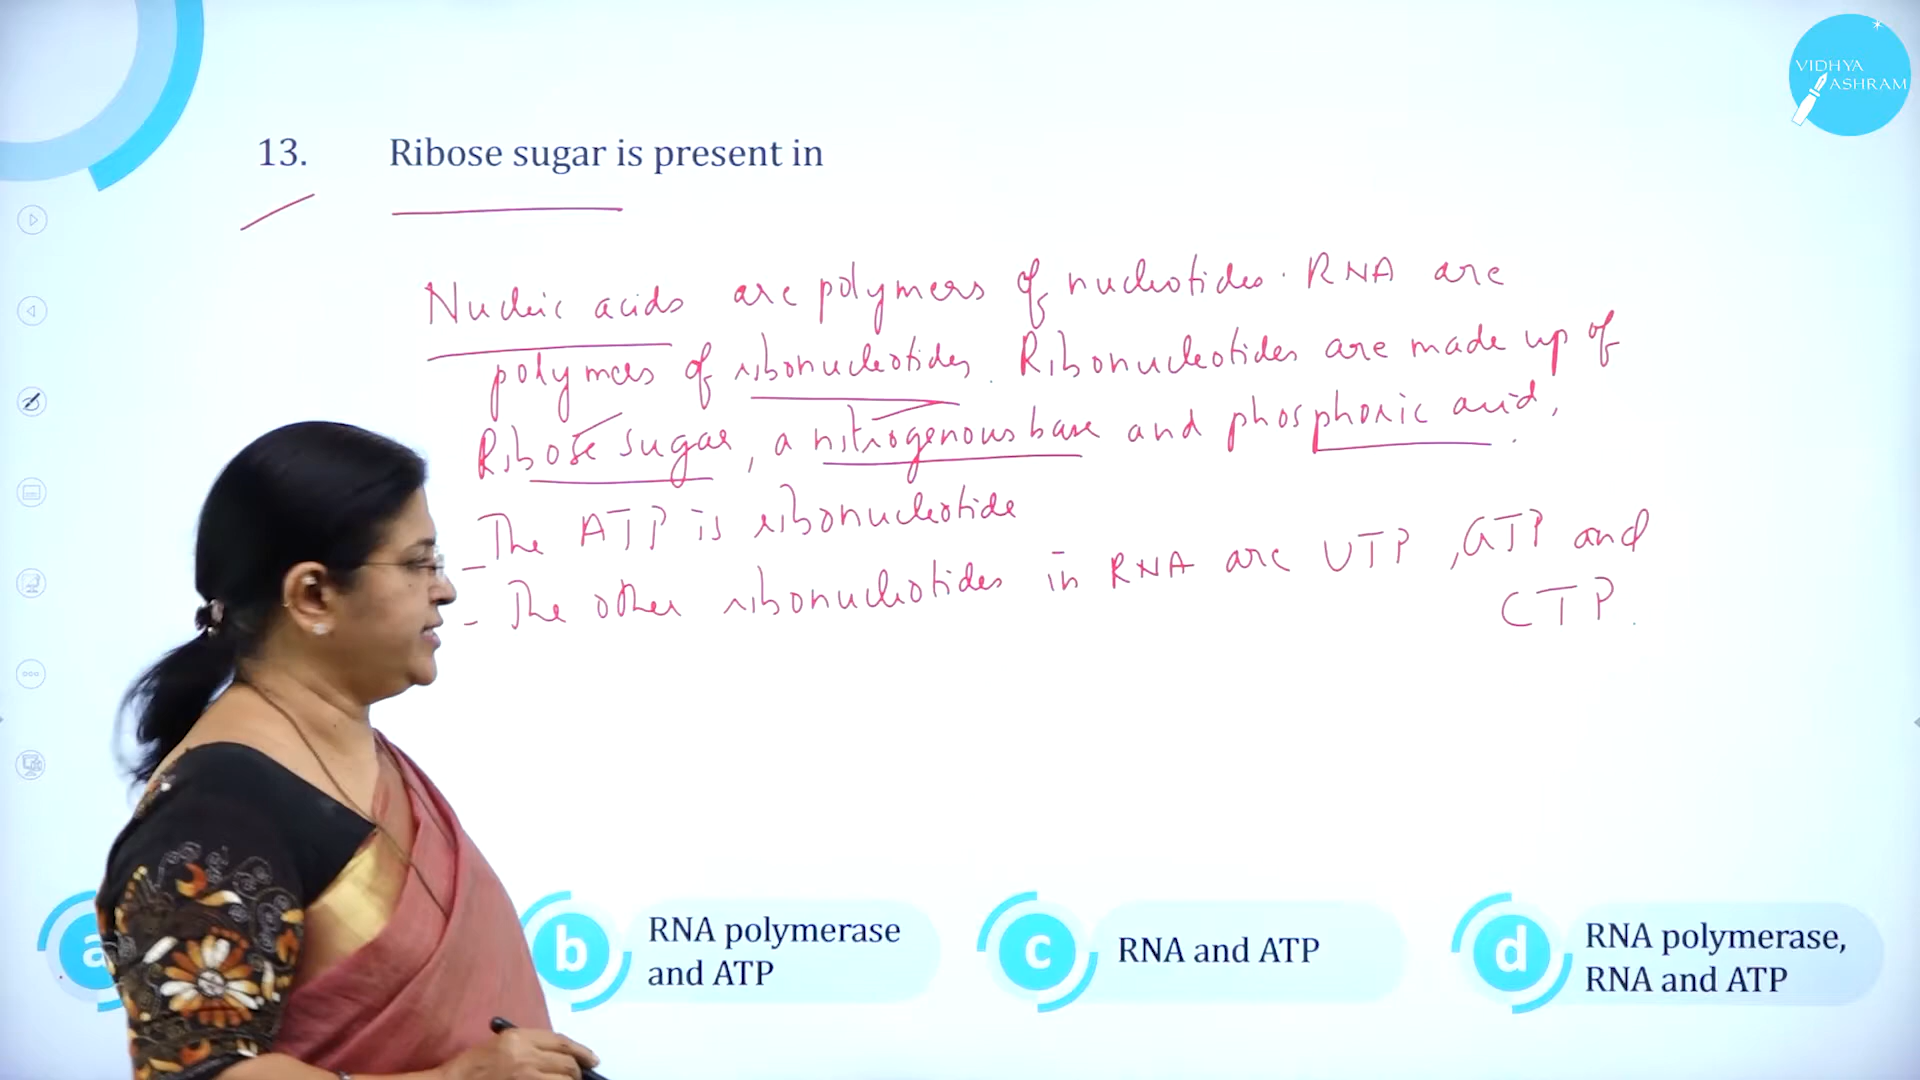 VIDHYA
ASHRAM
13. Ribose sugar is present in
Nucleic acids are polymers of nucleotides. RNA are
polymers of ribonucleotides. Ribonucleotides are made up of
Ribose sugar, a nitrogenous base and phosphoric acid.
- The ATP is ribonucleotide
- The other ribonucleotides in RNA are UTP, GTP and
CTP.
a
b RNA polymerase
and ATP
c RNA and ATP
d RNA polymerase,
RNA and ATP